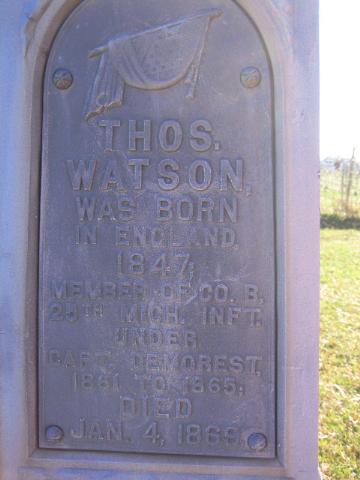 THOS.
WATSON,
WAS BORN
IN ENGLAND,
1847;
MEMBER OF CO. B,
25TH MICH. INFT.
UNDER
CAPT. DEMOREST,
1861 TO 1865;
DIED
JAN. 4, 1869.